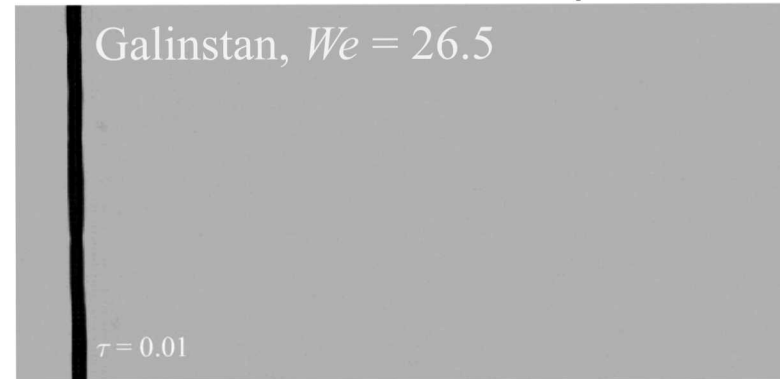 Galinstan, We = 26.5
τ = 0.01